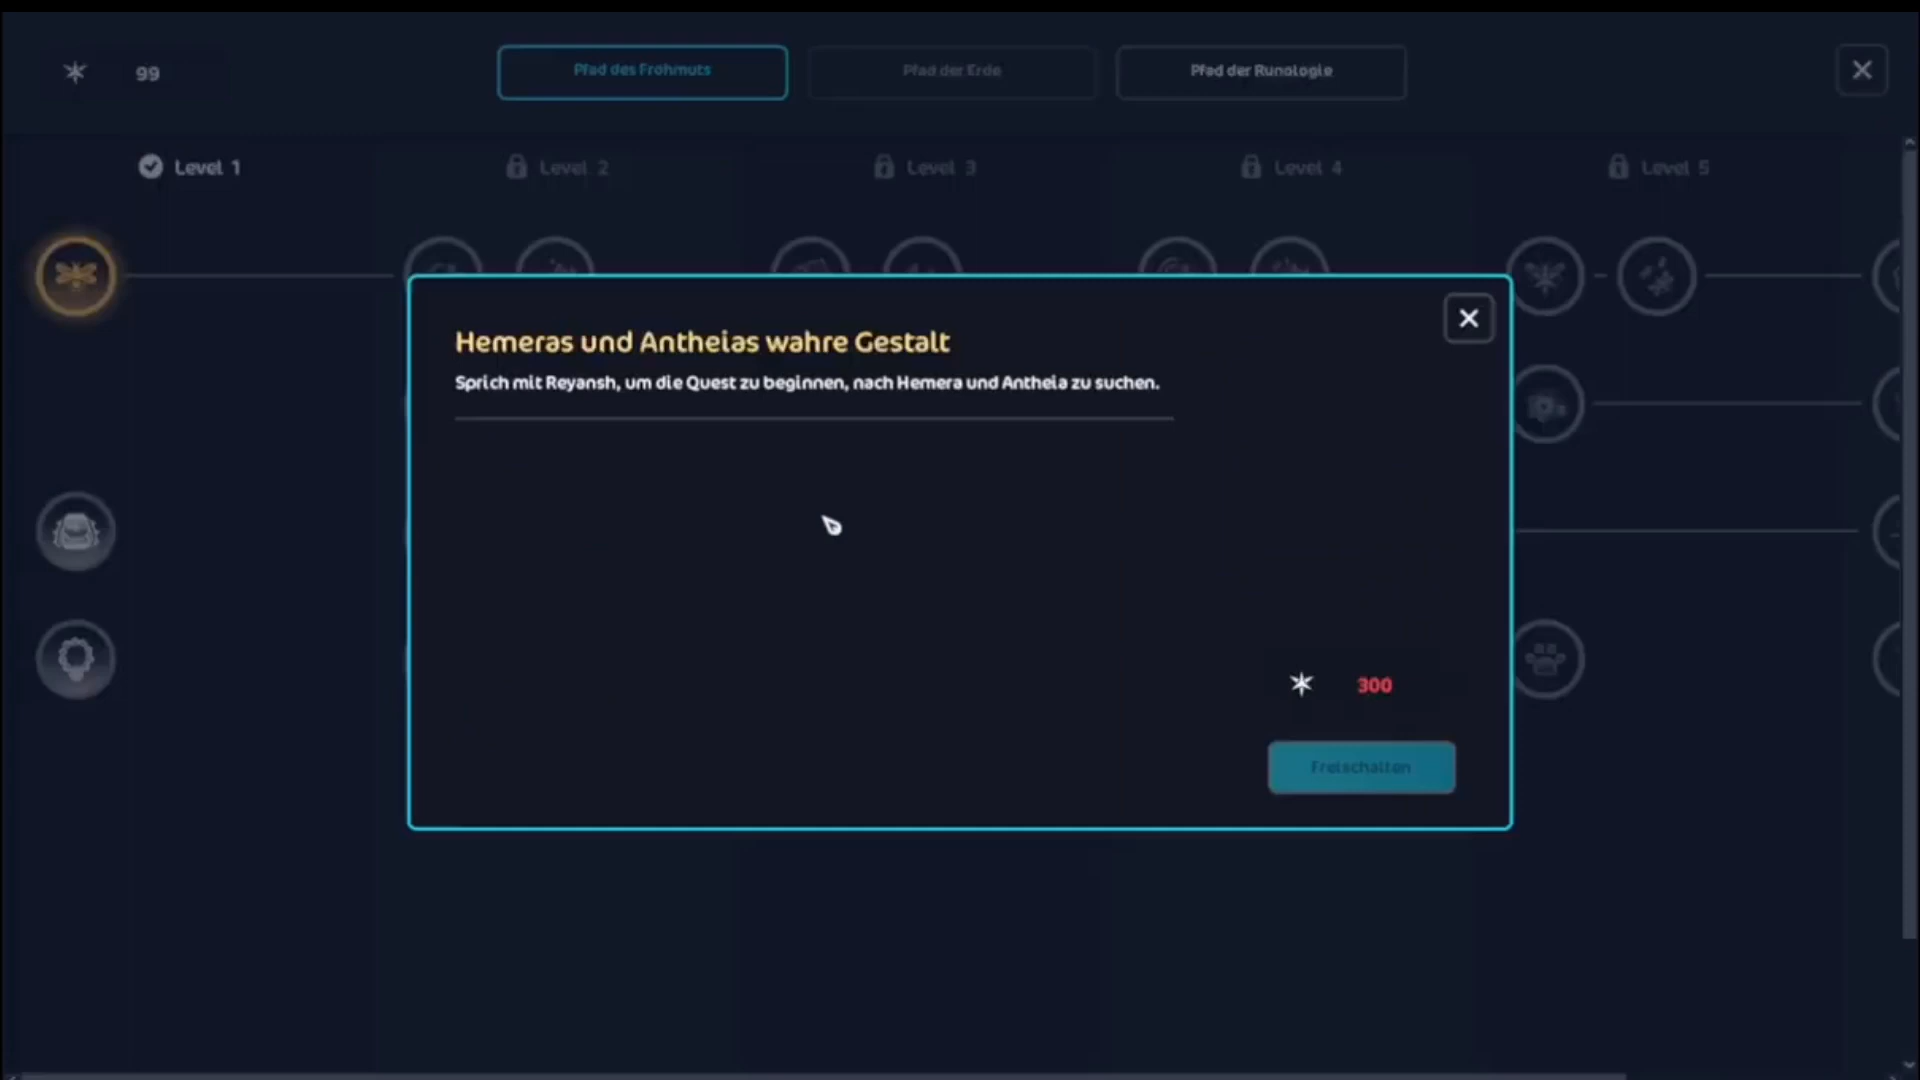 99
Pfad des Frohmuts
Pfad der Erde
Pfad der Runologie
Level 1
Level 2
Level 3
Level 4
Level 5
Hemeras und Antheias wahre Gestalt
Sprich mit Reyansh, um die Quest zu beginnen, nach Hemera und Antheia zu suchen.
300
Freischalten